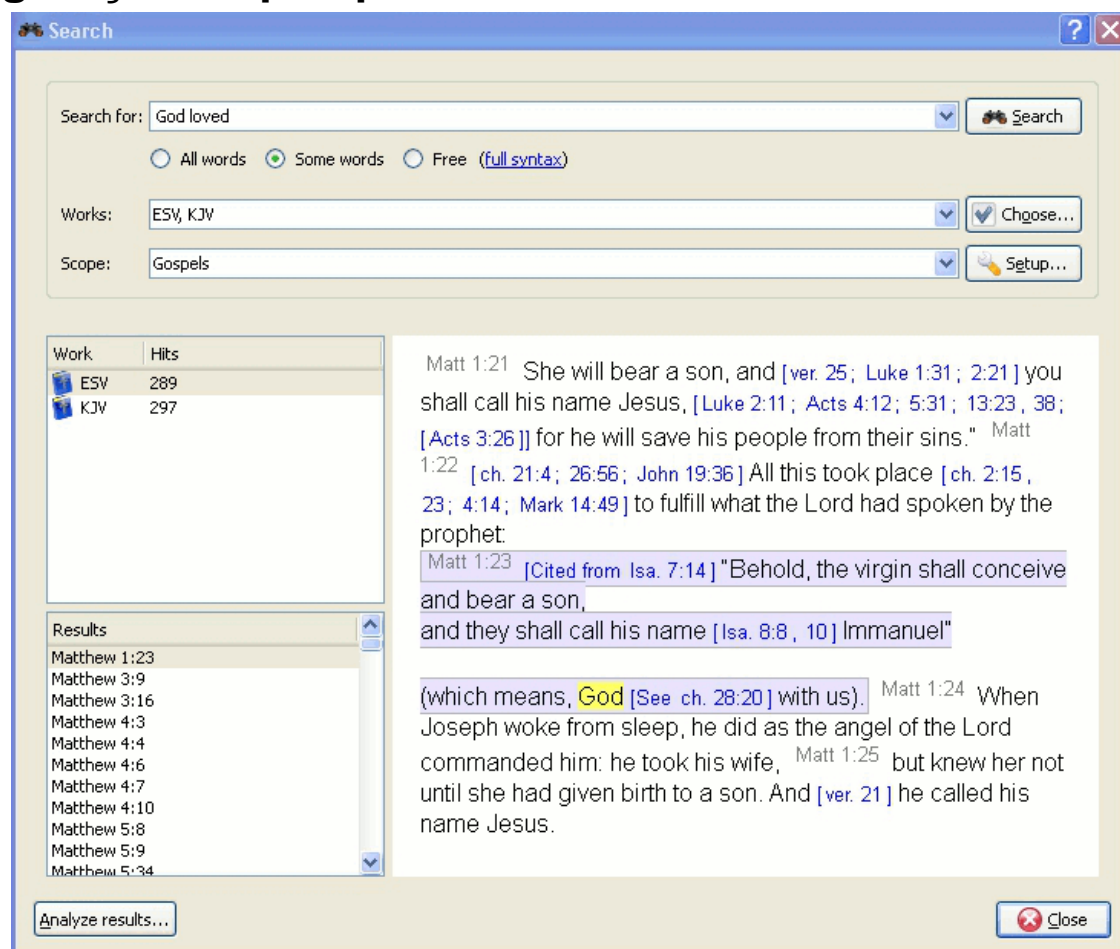 Search
Search for: God loved Search
All words Some words Free (full syntax)
Works: ESV, KJV Choose...
Scope: Gospels Setup...
Work Hits
ESV 289
KJV 297
Results
Matthew 1:23
Matthew 3:9
Matthew 3:16
Matthew 4:3
Matthew 4:4
Matthew 4:6
Matthew 4:7
Matthew 4:10
Matthew 5:8
Matthew 5:9
Matthew 5:34
Matt 1:21 She will bear a son, and [ver. 25; Luke 1:31; 2:21] you
shall call his name Jesus, [Luke 2:11; Acts 4:12; 5:31; 13:23, 38;
[Acts 3:26]] for he will save his people from their sins." Matt
1:22 [ch. 21:4; 26:56; John 19:36] All this took place [ch. 2:15,
23; 4:14; Mark 14:49] to fulfill what the Lord had spoken by the
prophet:
Matt 1:23 [Cited from Isa. 7:14] "Behold, the virgin shall conceive
and bear a son,
and they shall call his name [Isa. 8:8, 10] Immanuel"
(which means, God [See ch. 28:20] with us). Matt 1:24 When
Joseph woke from sleep, he did as the angel of the Lord
commanded him: he took his wife, Matt 1:25 but knew her not
until she had given birth to a son. And [ver. 21] he called his
name Jesus.
Analyze results... Close